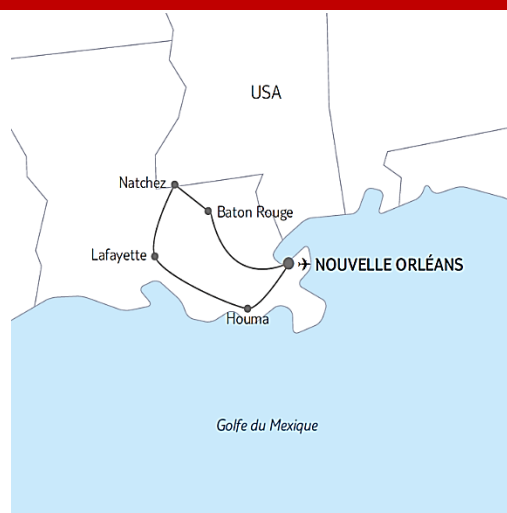 USA
Natchez
Baton Rouge
Lafayette
NOUVELLE ORLÉANS
Houma
Golfe du Mexique